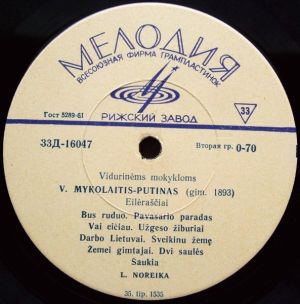 МЕЛОДИЯ
ВСЕСОЮЗНАЯ ФИРМА ГРАМПЛАСТИНОК
Гост 5289-61
33
РИЖСКИЙ ЗАВОД
33Д-16047
Вторая гр. 0-70
Vidurinėms mokykloms
V. MYKOLAITIS-PUTINAS (gim. 1893)
Eilėraščiai
Bus ruduo. Pavasario paradas
Vai eičiau. Užgeso žiburiai
Darbo Lietuvai. Sveikinu žemę
Žemei gimtajai. Dvi saulės
Šaukia
L. NOREIKA
35. tip. 1535